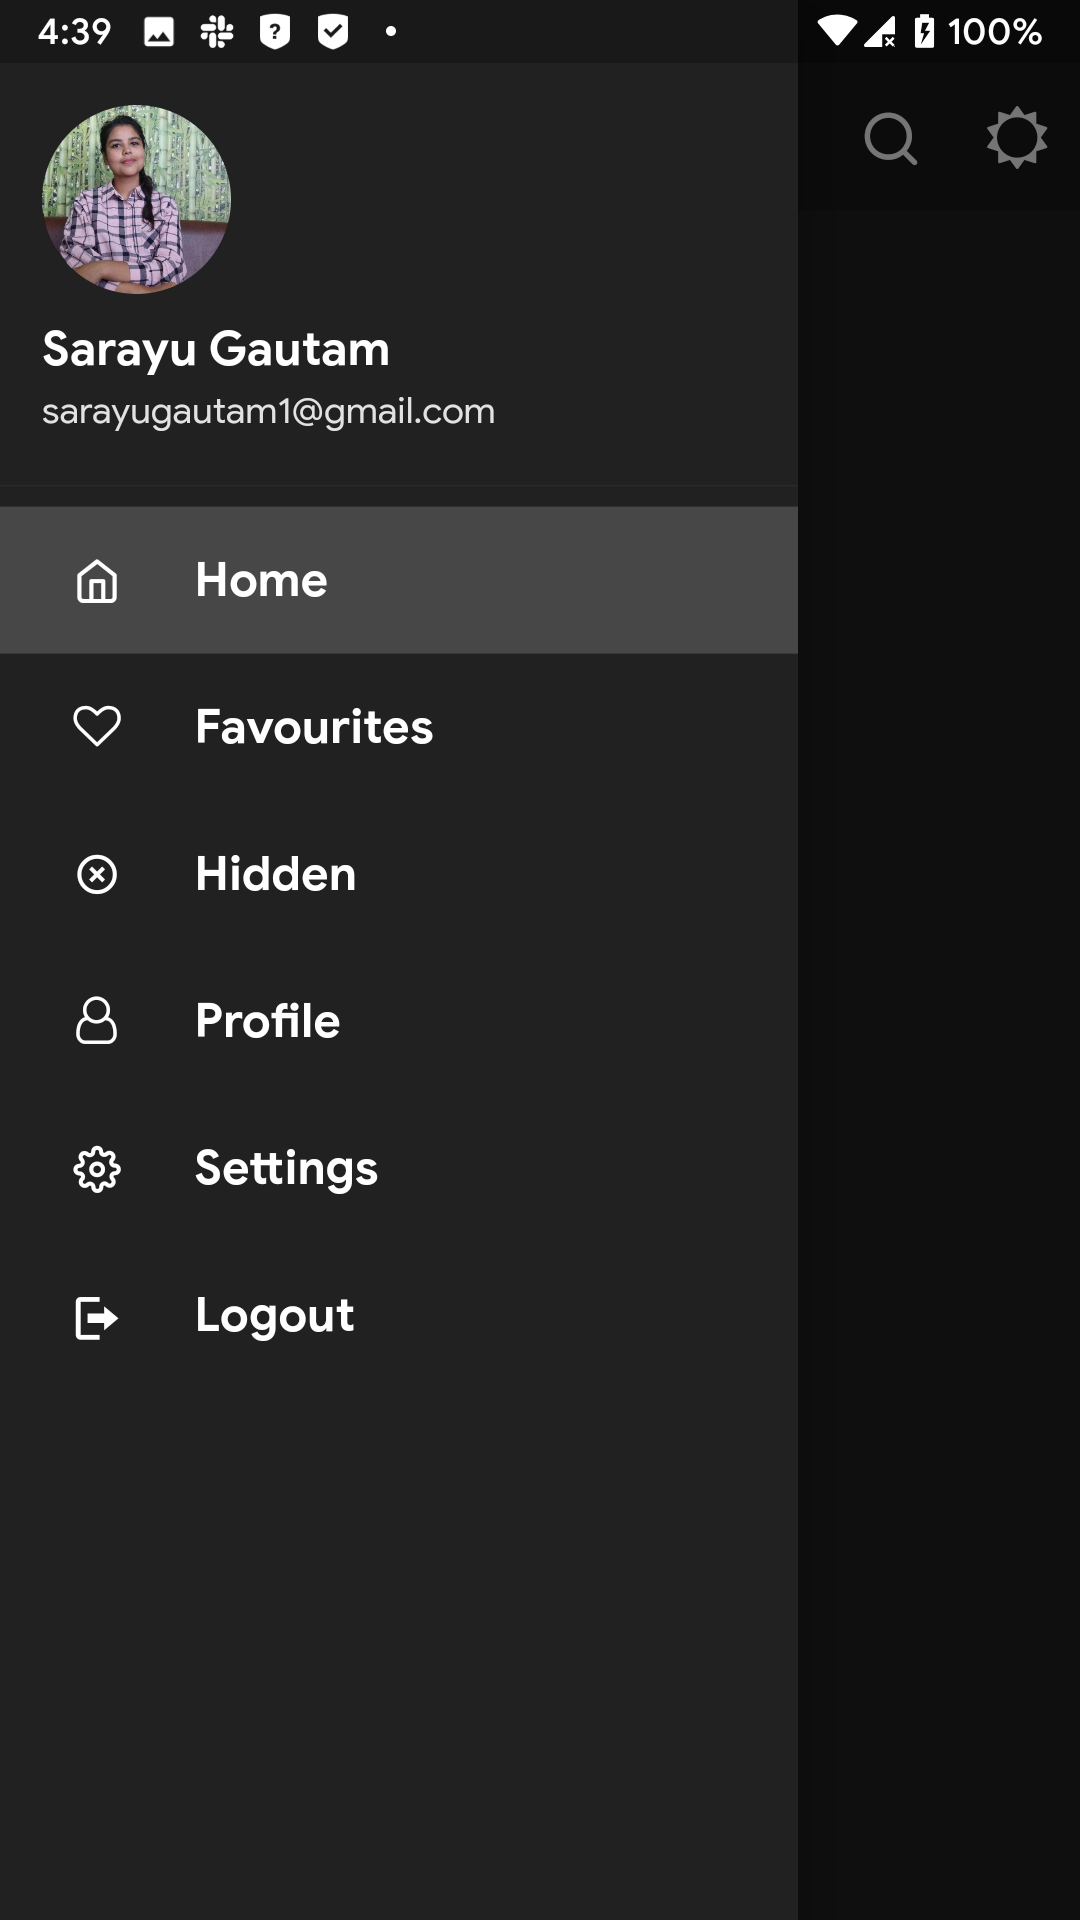 4:39
100%
Sarayu Gautam
sarayugautam1@gmail.com
Home
Favourites
Hidden
Profile
Settings
Logout